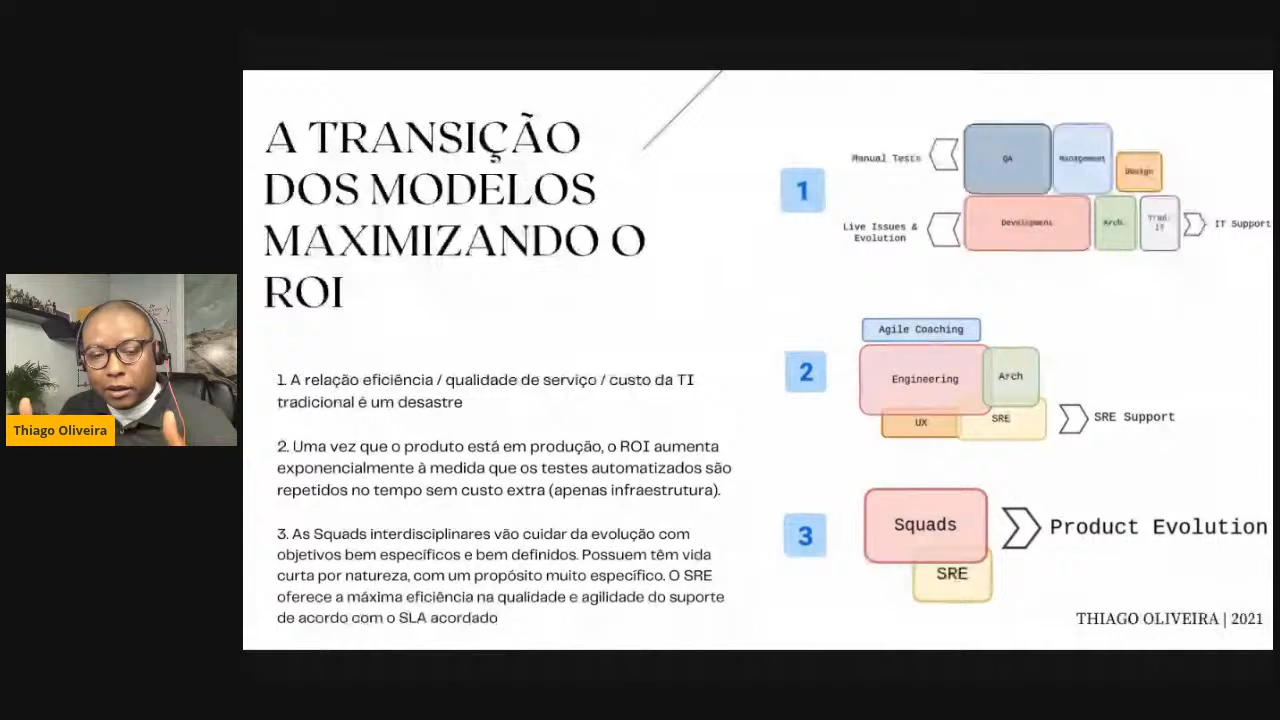 A TRANSIÇÃO
DOS MODELOS
MAXIMIZANDO O
ROI
1. A relação eficiência / qualidade de serviço / custo da TI
tradicional é um desastre
2. Uma vez que o produto está em produção, o ROI aumenta
exponencialmente à medida que os testes automatizados são
repetidos no tempo sem custo extra (apenas infraestrutura).
3. As Squads interdisciplinares vão cuidar da evolução com
objetivos bem específicos e bem definidos. Possuem têm vida
curta por natureza, com um propósito muito específico. O SRE
oferece a máxima eficiência na qualidade e agilidade do suporte
de acordo com o SLA acordado
1
Manual Tests
QA
Management
Design
Live Issues &
Evolution
Development
Arch.
Trad.
IT
IT Support
2
Agile Coaching
Engineering
Arch
UX
SRE
SRE Support
3
Squads
Product Evolution
SRE
THIAGO OLIVEIRA | 2021
Thiago Oliveira